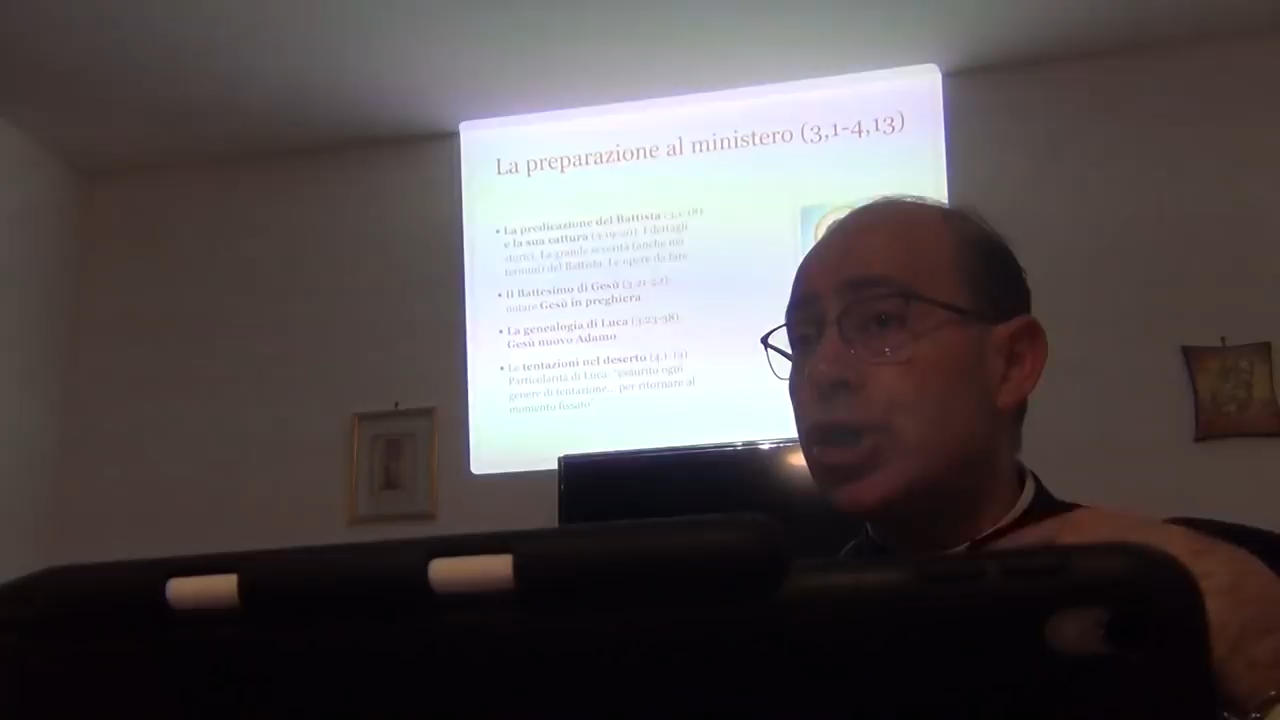 La preparazione al ministero (3,1-4,13)
• La predicazione del Battista (3,1-18)
e la sua cattura (3,19-20). I dettagli
storici. La grande severità (anche nei
termini) del Battista. Le opere da fare
• Il Battesimo di Gesù (3,21-22):
notare Gesù in preghiera
• La genealogia di Luca (3,23-38).
Gesù nuovo Adamo
• Le tentazioni nel deserto (4,1-13)
Particolarità di Luca: "esaurito ogni
genere di tentazione... per ritornare al
momento fissato"